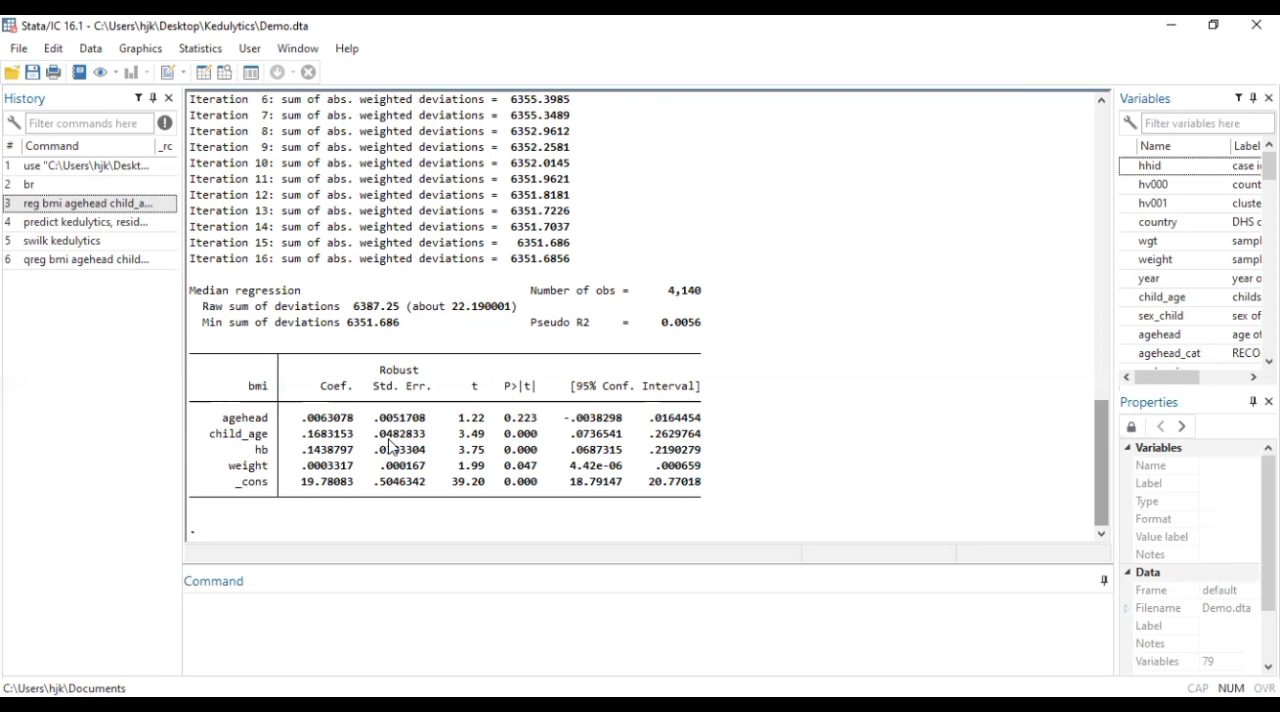 Stata/IC 16.1 - C:\Users\hjk\Desktop\Kedulytics\Demo.dta
File Edit Data Graphics Statistics User Window Help
History
Filter commands here
# Command _rc
1 use "C:\Users\hjk\Deskt...
2 br
3 reg bmi agehead child_a...
4 predict kedulytics, resid...
5 swilk kedulytics
6 qreg bmi agehead child...
Iteration 6: sum of abs. weighted deviations = 6355.3985
Iteration 7: sum of abs. weighted deviations = 6355.3489
Iteration 8: sum of abs. weighted deviations = 6352.9612
Iteration 9: sum of abs. weighted deviations = 6352.2581
Iteration 10: sum of abs. weighted deviations = 6352.0145
Iteration 11: sum of abs. weighted deviations = 6351.9621
Iteration 12: sum of abs. weighted deviations = 6351.8181
Iteration 13: sum of abs. weighted deviations = 6351.7226
Iteration 14: sum of abs. weighted deviations = 6351.7037
Iteration 15: sum of abs. weighted deviations = 6351.686
Iteration 16: sum of abs. weighted deviations = 6351.6856
Median regression Number of obs = 4,140
Raw sum of deviations 6387.25 (about 22.190001)
Min sum of deviations 6351.686 Pseudo R2 = 0.0056
Robust
bmi Coef. Std. Err. t P>|t| [95% Conf. Interval]
agehead .0063078 .0051708 1.22 0.223 -.0038298 .0164454
child_age .1683153 .0482833 3.49 0.000 .0736541 .2629764
hb .1438797 3.75 0.000 .0687315 .2190279
weight .0003317 .000167 1.99 0.047 4.42e-06 .000659
_cons 19.78083 .5046342 39.20 0.000 18.79147 20.77018
.
Command
Variables
Filter variables here
Name Label
hhid case i
hv000 count
hv001 cluste
country DHS c
wgt sampl
weight sampl
year year o
child_age childs
sex_child sex of
agehead age of
agehead_cat RECO
Properties
Variables
Name
Label
Type
Format
Value label
Notes
Data
Frame default
Filename Demo.dta
Label
Notes
Variables 79
C:\Users\hjk\Documents
CAP NUM OVR